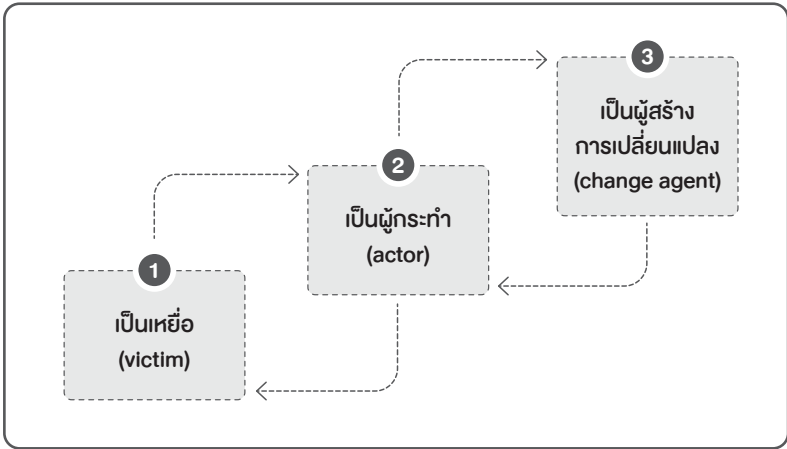 1
เป็นเหยื่อ
(victim)
2
เป็นผู้กระทำ
(actor)
3
เป็นผู้สร้าง
การเปลี่ยนแปลง
(change agent)